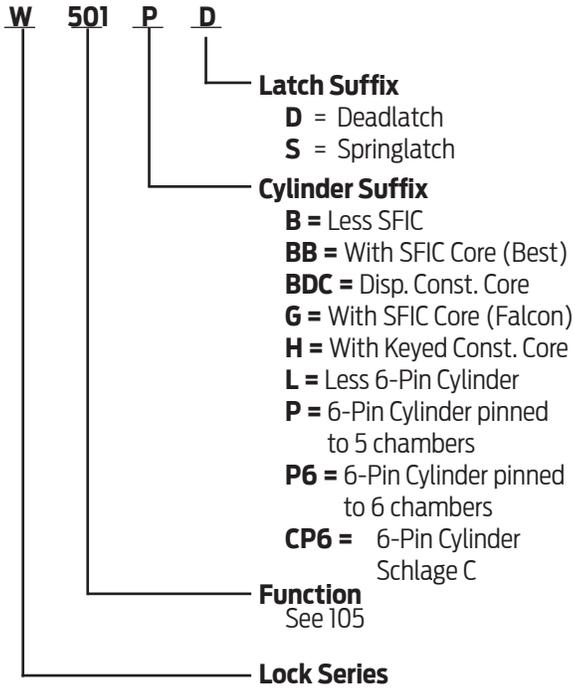 W 501 P D
Latch Suffix
D = Deadlatch
S = Springlatch
Cylinder Suffix
B = Less SFIC
BB = With SFIC Core (Best)
BDC = Disp. Const. Core
G = With SFIC Core (Falcon)
H = With Keyed Const. Core
L = Less 6-Pin Cylinder
P = 6-Pin Cylinder pinned
to 5 chambers
P6 = 6-Pin Cylinder pinned
to 6 chambers
CP6 = 6-Pin Cylinder
Schlage C
Function
See 105
Lock Series